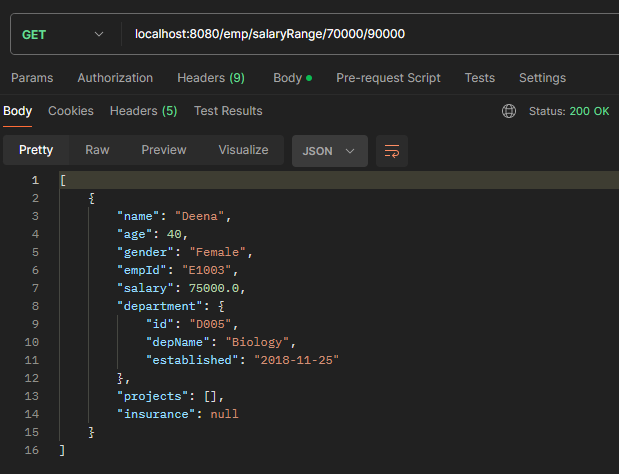 GET localhost:8080/emp/salaryRange/70000/90000
Params Authorization Headers (9) Body Pre-request Script Tests Settings
Body Cookies Headers (5) Test Results Status: 200 OK
Pretty Raw Preview Visualize JSON
1 [
2 {
3 "name": "Deena",
4 "age": 40,
5 "gender": "Female",
6 "empId": "E1003",
7 "salary": 75000.0,
8 "department": {
9 "id": "D005",
10 "depName": "Biology",
11 "established": "2018-11-25"
12 },
13 "projects": [],
14 "insurance": null
15 }
16 ]